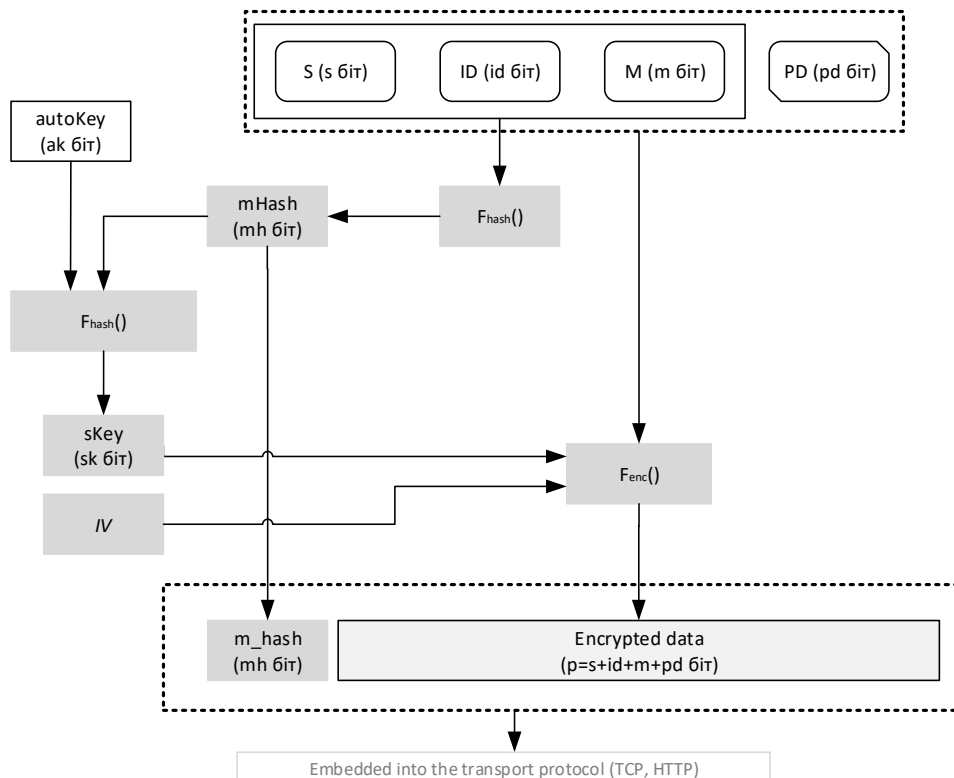 S (s біт)
ID (id біт)
M (m біт)
PD (pd біт)
autoKey
(ak біт)
mHash
(mh біт)
Fhash()
Fhash()
sKey
(sk біт)
IV
Fenc()
m_hash
(mh біт)
Encrypted data
(p=s+id+m+pd біт)
Embedded into the transport protocol (TCP, HTTP)